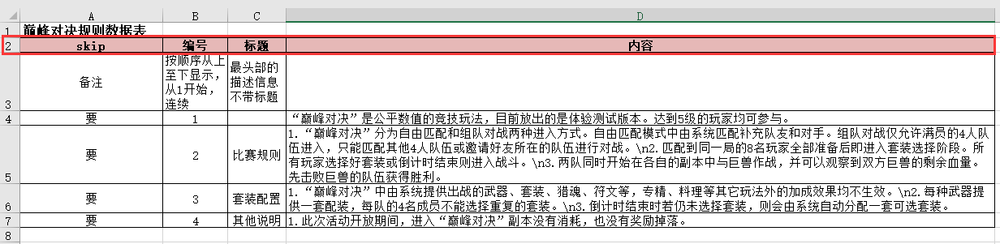 A B C D
1 巅峰对决规则数据表
2 skip 编号 标题 内容
3 备注 按顺序从上至下显示，从1开始，连续 最头部的描述信息不带标题
4 要 1 “巅峰对决”是公平数值的竞技玩法，目前放出的是体验测试版本。达到5级的玩家均可参与。
5 要 2 比赛规则 1.“巅峰对决”分为自由匹配和组队对战两种进入方式。自由匹配模式中由系统匹配补充队友和对手。组队对战仅允许满员的4人队
伍进入，只能匹配其他4人队伍或邀请好友所在的队伍进行对战。\n2.匹配到同一局的8名玩家全部准备后即进入套装选择阶段。所
有玩家选择好套装或倒计时结束则进入战斗。\n3.两队同时开始在各自的副本中与巨兽作战，并可以观察到双方巨兽的剩余血量。
先击败巨兽的队伍获得胜利。
6 要 3 套装配置 1.“巅峰对决”中由系统提供出战的武器、套装、猎魂、符文等，专精、料理等其它玩法外的加成效果均不生效。\n2.每种武器提
供一套配装，每队的4名成员不能选择重复的套装。\n3.倒计时结束时若仍未选择套装，则会由系统自动分配一套可选套装。
7 要 4 其他说明 1.此次活动开放期间，进入“巅峰对决”副本没有消耗，也没有奖励掉落。
8